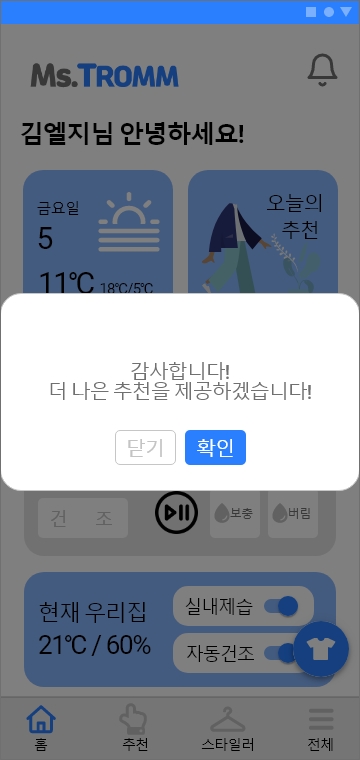 Ms.TROMM
김엘지님 안녕하세요!
금요일
5
11℃ 18℃/5℃
오늘의
추천
감사합니다!
더 나은 추천을 제공하겠습니다!
닫기
확인
건 조
보충
버림
현재 우리집
21℃ / 60%
실내제습
자동건조
홈
추천
스타일러
전체